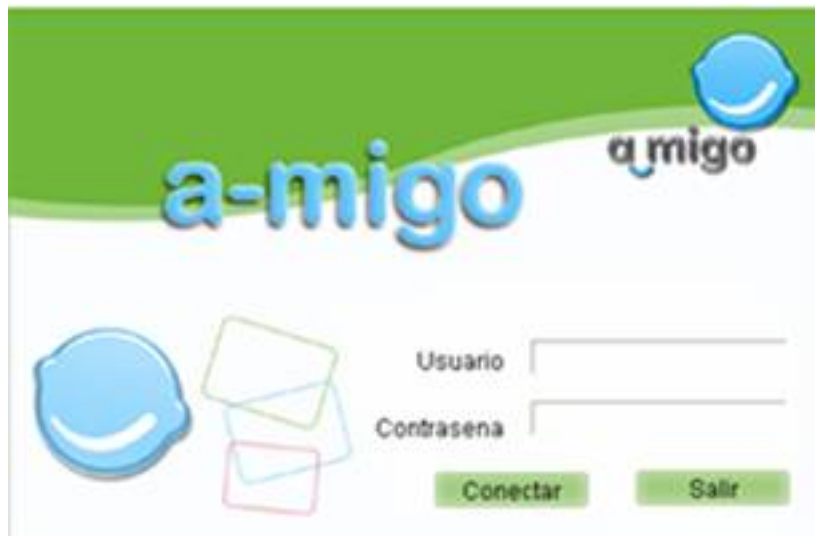 a-migo
a migo
Usuario
Contrasena
Conectar
Salir